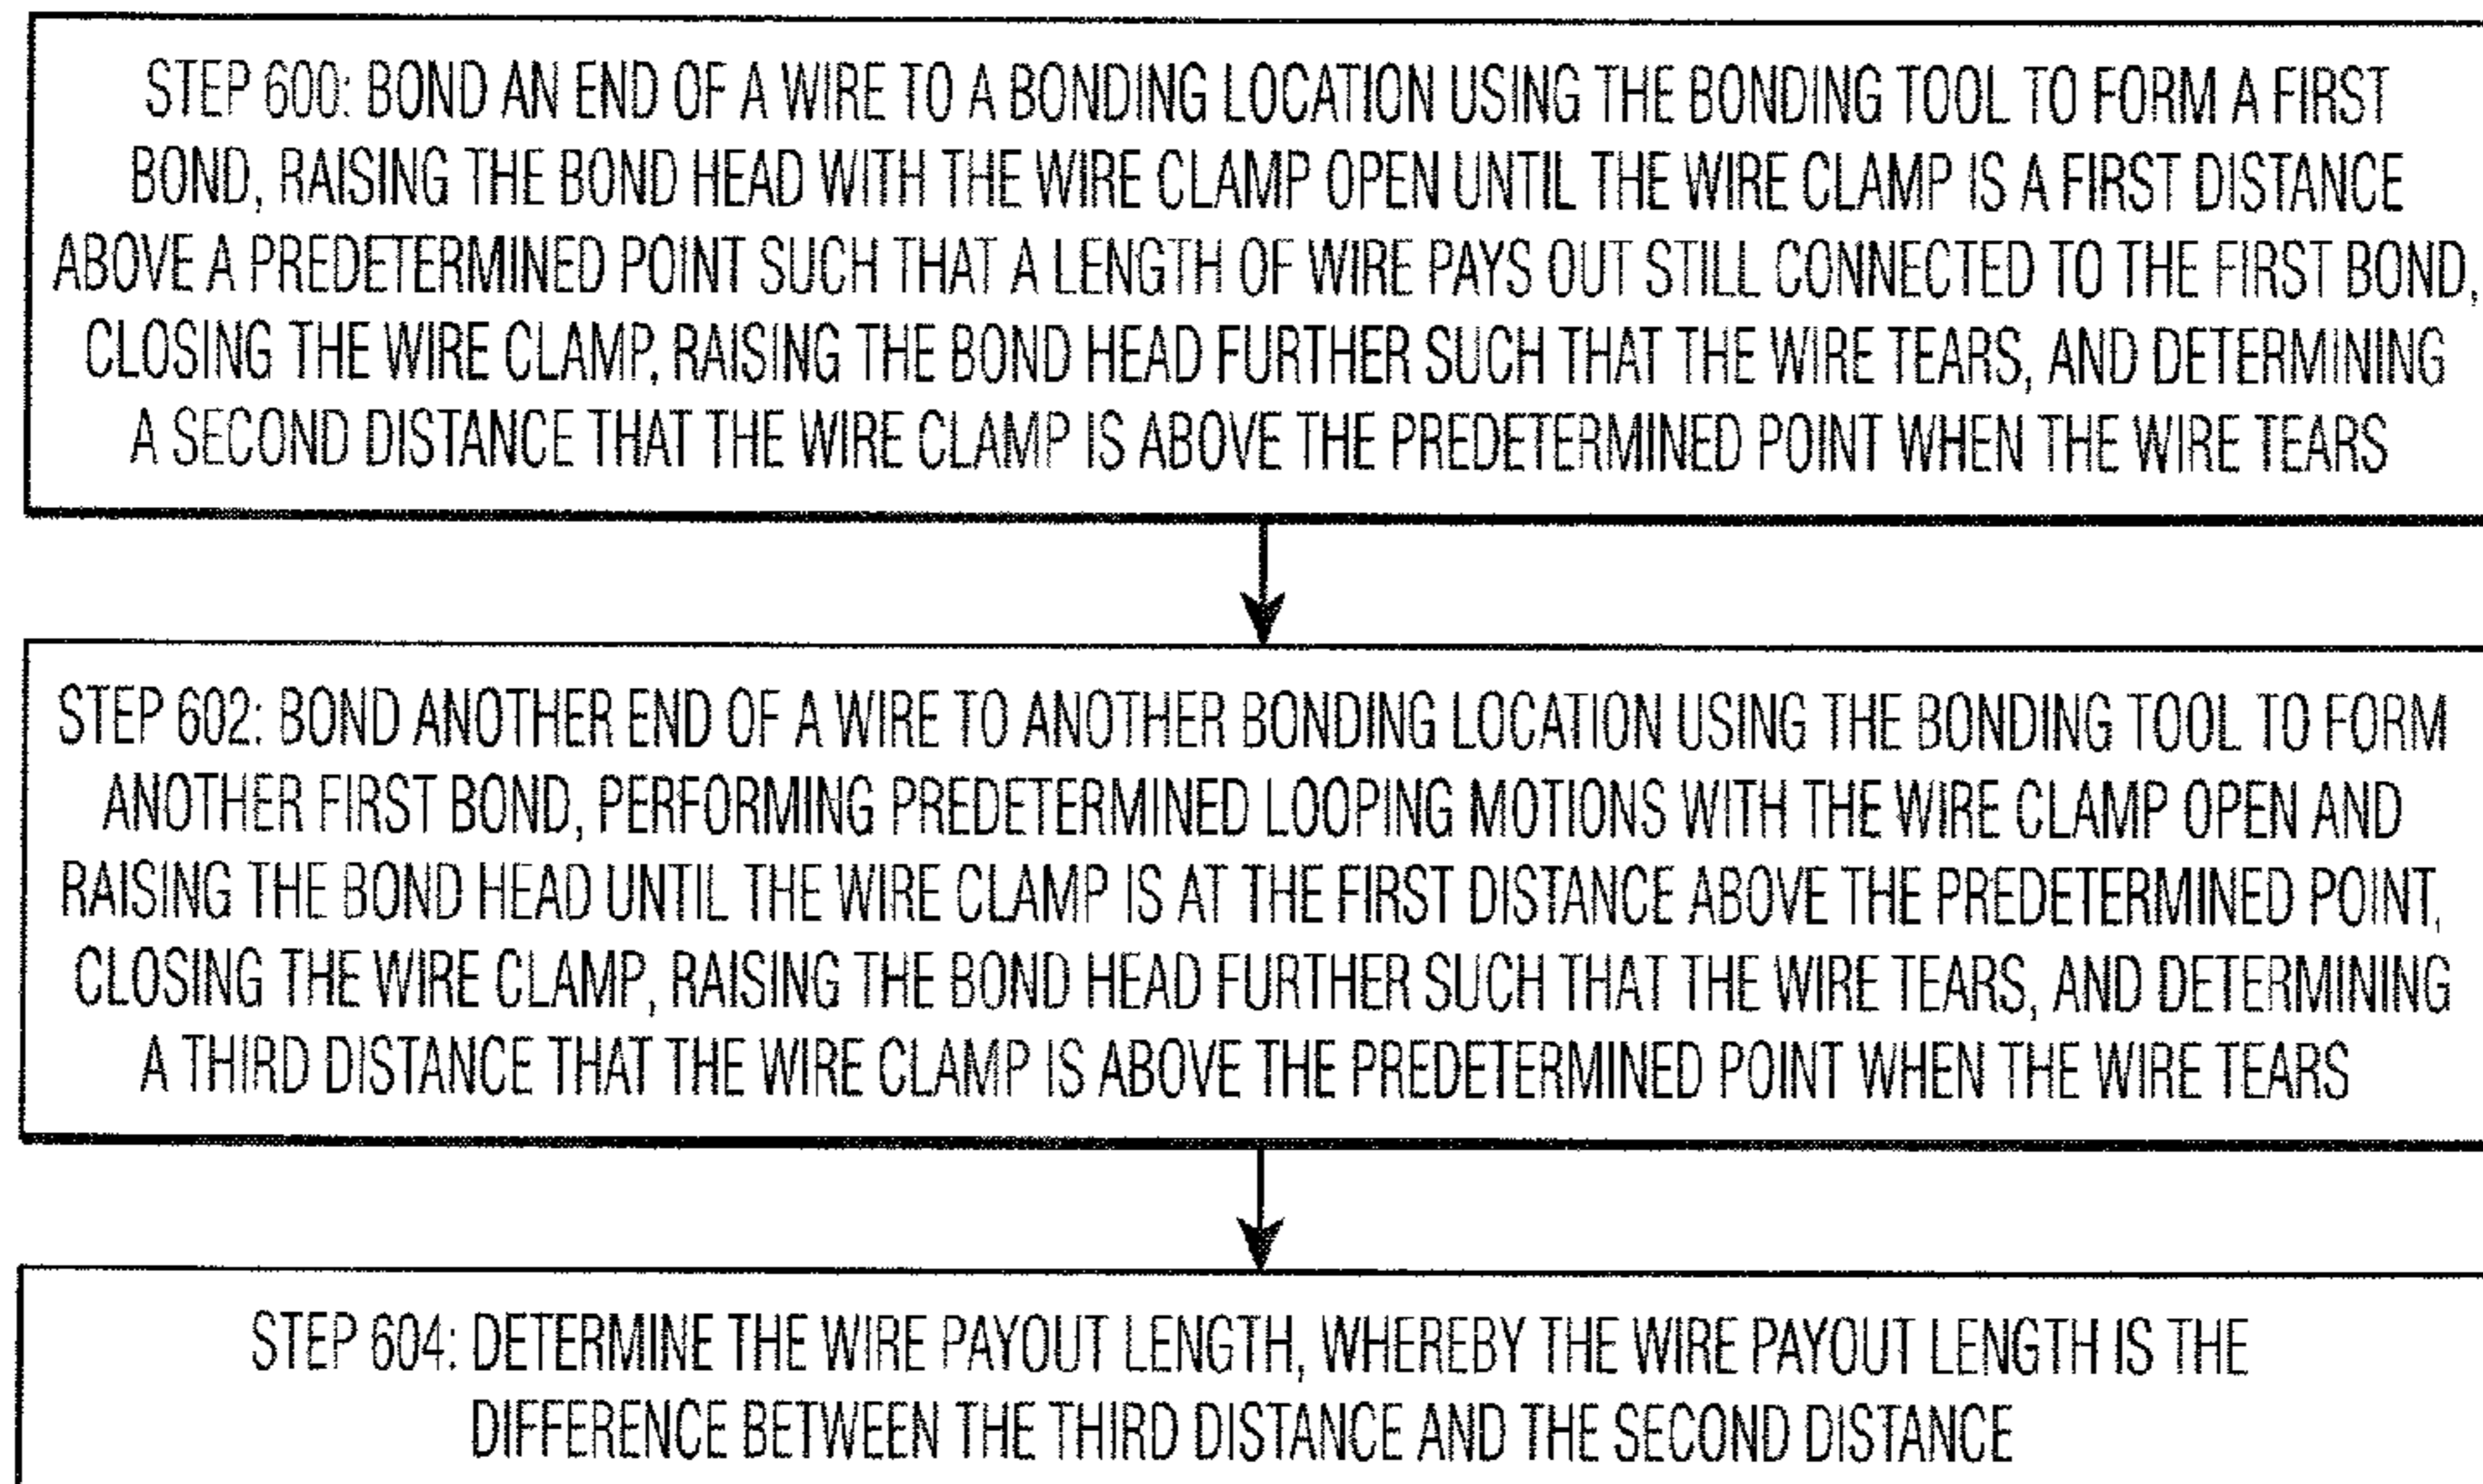 STEP 600: BOND AN END OF A WIRE TO A BONDING LOCATION USING THE BONDING TOOL TO FORM A FIRST
BOND, RAISING THE BOND HEAD WITH THE WIRE CLAMP OPEN UNTIL THE WIRE CLAMP IS A FIRST DISTANCE
ABOVE A PREDETERMINED POINT SUCH THAT A LENGTH OF WIRE PAYS OUT STILL CONNECTED TO THE FIRST BOND,
CLOSING THE WIRE CLAMP, RAISING THE BOND HEAD FURTHER SUCH THAT THE WIRE TEARS, AND DETERMINING
A SECOND DISTANCE THAT THE WIRE CLAMP IS ABOVE THE PREDETERMINED POINT WHEN THE WIRE TEARS
STEP 602: BOND ANOTHER END OF A WIRE TO ANOTHER BONDING LOCATION USING THE BONDING TOOL TO FORM
ANOTHER FIRST BOND, PERFORMING PREDETERMINED LOOPING MOTIONS WITH THE WIRE CLAMP OPEN AND
RAISING THE BOND HEAD UNTIL THE WIRE CLAMP IS AT THE FIRST DISTANCE ABOVE THE PREDETERMINED POINT,
CLOSING THE WIRE CLAMP, RAISING THE BOND HEAD FURTHER SUCH THAT THE WIRE TEARS, AND DETERMINING
A THIRD DISTANCE THAT THE WIRE CLAMP IS ABOVE THE PREDETERMINED POINT WHEN THE WIRE TEARS
STEP 604: DETERMINE THE WIRE PAYOUT LENGTH, WHEREBY THE WIRE PAYOUT LENGTH IS THE
DIFFERENCE BETWEEN THE THIRD DISTANCE AND THE SECOND DISTANCE